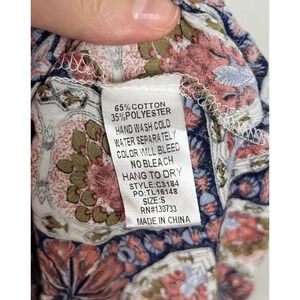 65% COTTON
35% POLYESTER
HAND WASH COLD
WATER SEPARATELY
COLOR WILL BLEED
NO BLEACH
HANG TO DRY
STYLE:C3184
PO:TL16148
SIZE:S
RN#139733
MADE IN CHINA